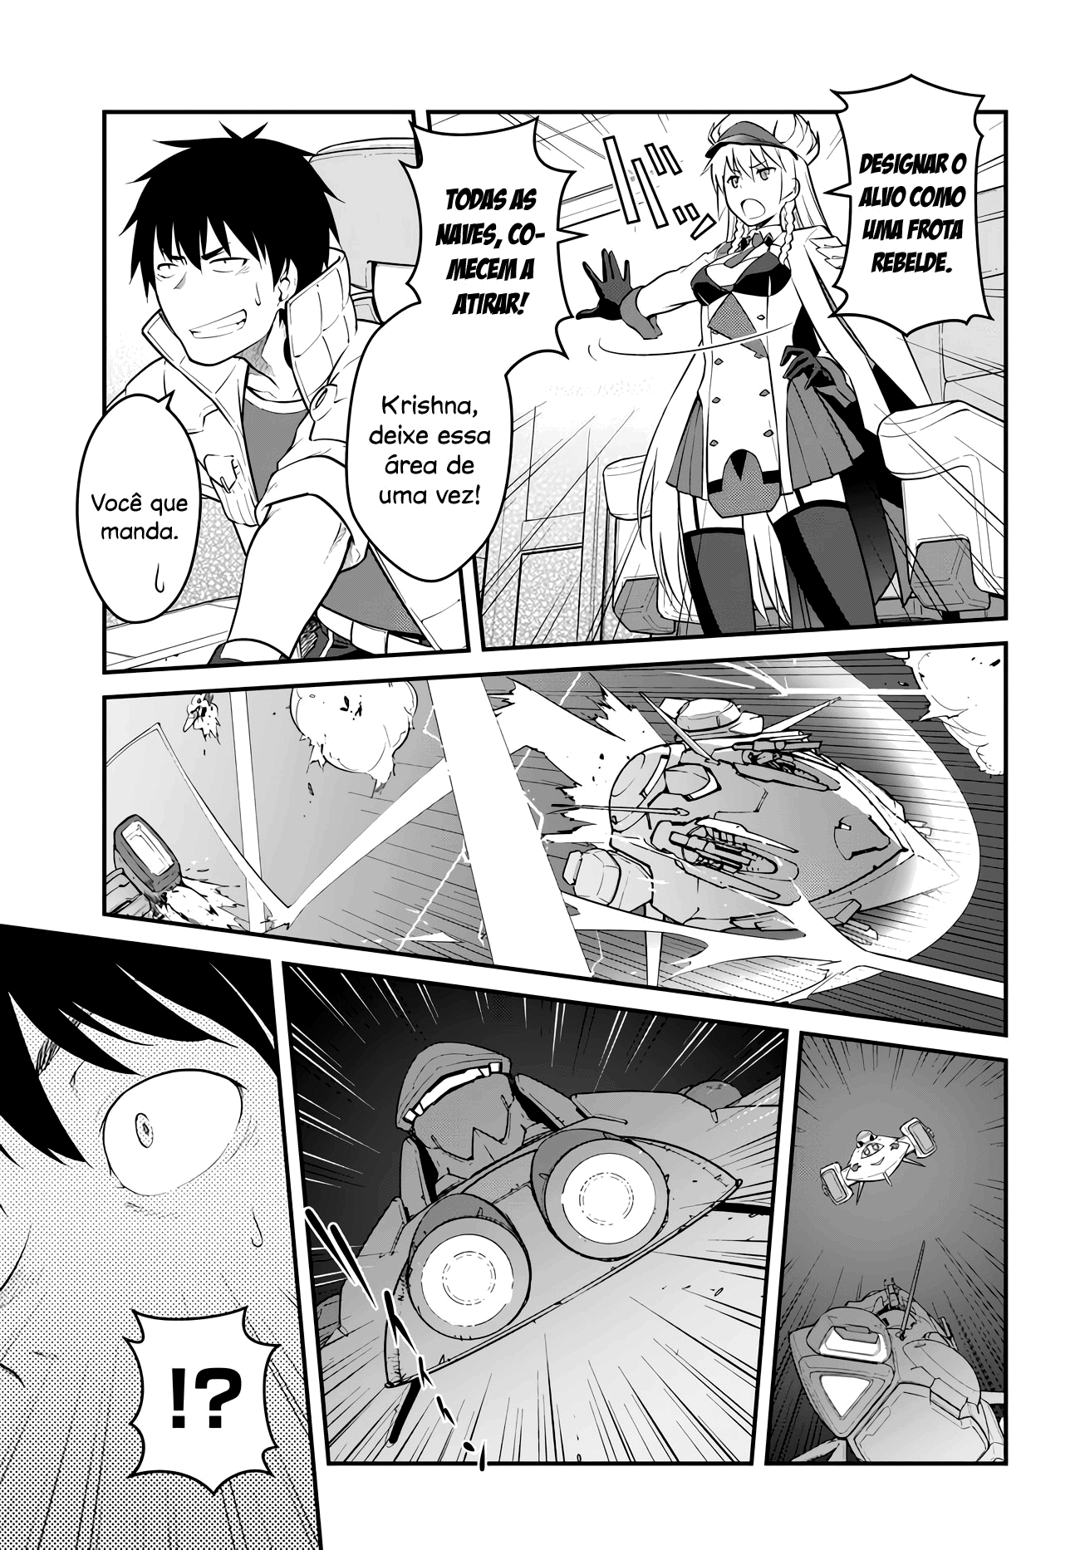 DESIGNAR O
ALVO COMO
UMA FROTA
REBELDE.
TODAS AS
NAVES, CO-
MECEM A
ATIRAR!
Krishna,
deixe essa
área de
uma vez!
Você que
manda.
!?